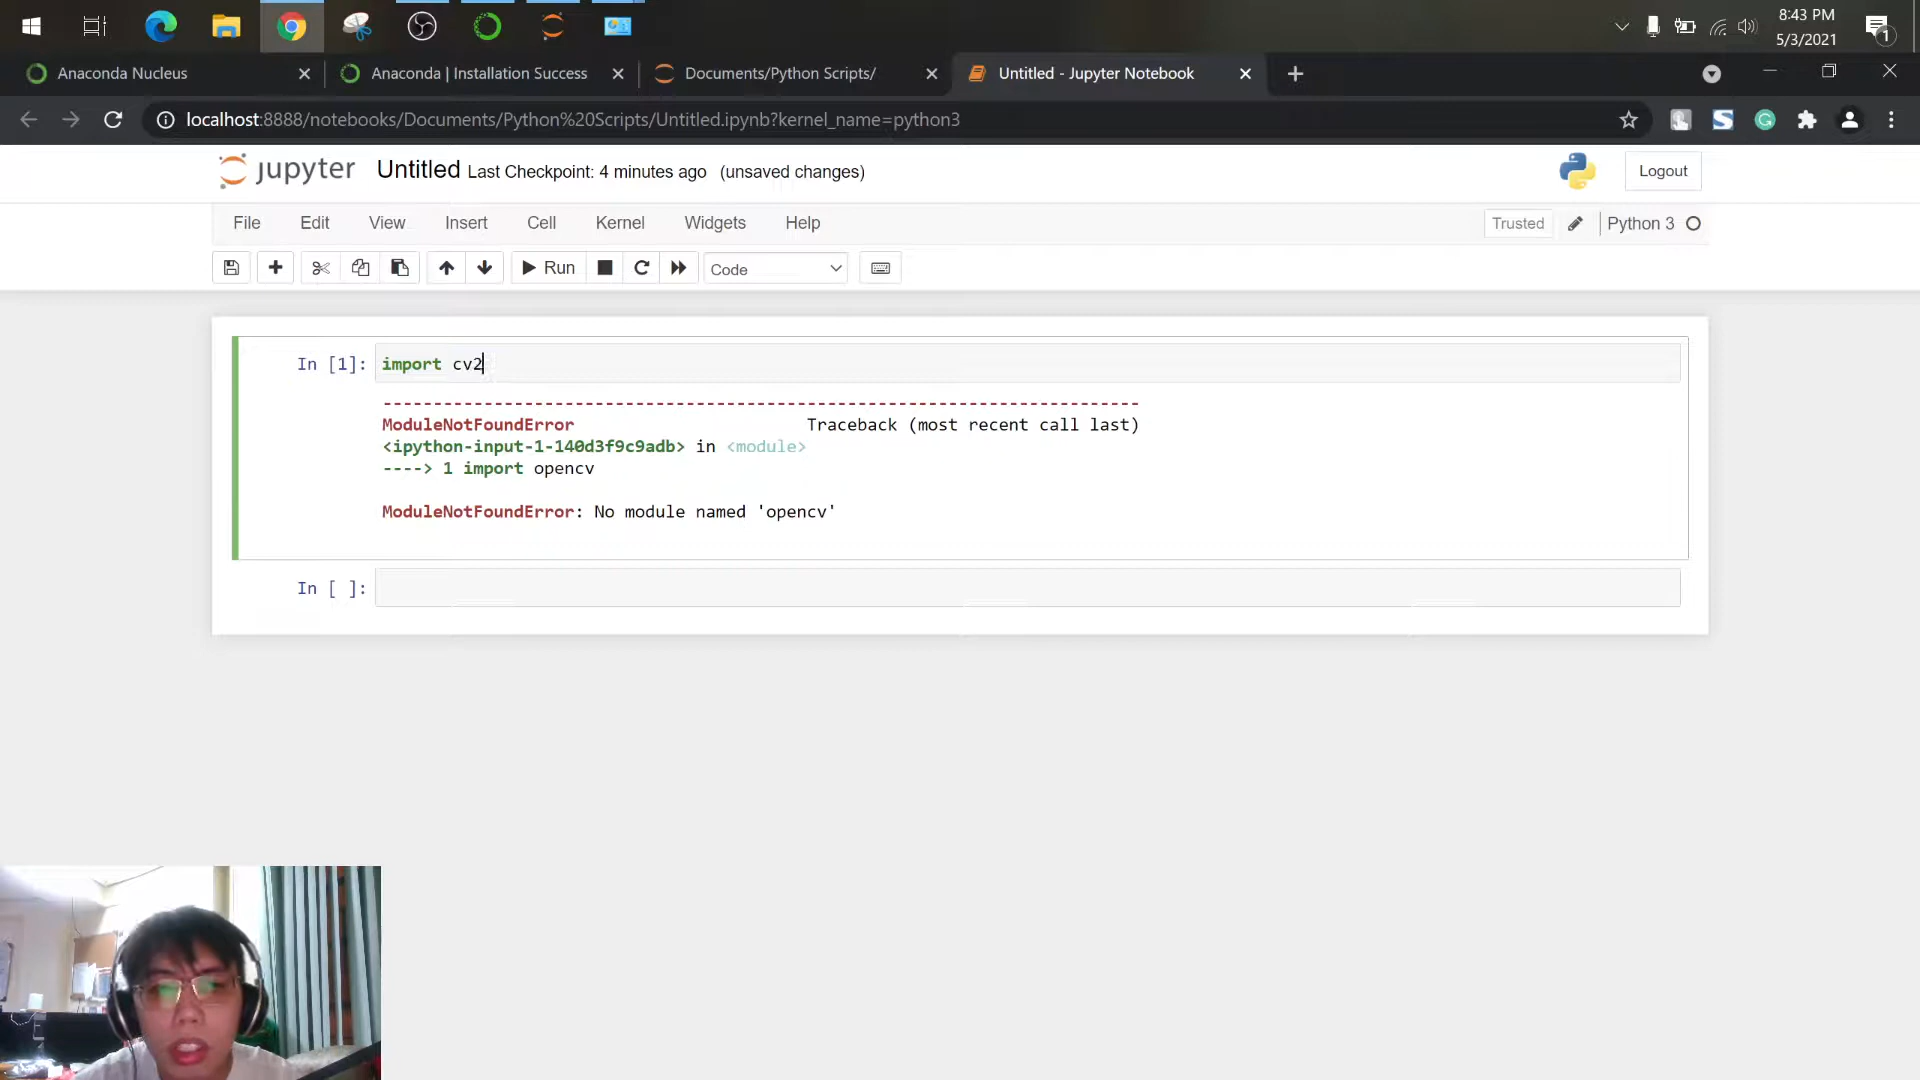 8:43 PM
5/3/2021
1
Anaconda Nucleus
Anaconda | Installation Success
Documents/Python Scripts/
Untitled - Jupyter Notebook
localhost:8888/notebooks/Documents/Python%20Scripts/Untitled.ipynb?kernel_name=python3
jupyter Untitled Last Checkpoint: 4 minutes ago (unsaved changes)
Logout
File Edit View Insert Cell Kernel Widgets Help
Trusted
Python 3
Run
Code
In [1]: import cv2
---------------------------------------------------------------------------
ModuleNotFoundError Traceback (most recent call last)
<ipython-input-1-140d3f9c9adb> in <module>
----> 1 import opencv
ModuleNotFoundError: No module named 'opencv'
In [ ]: